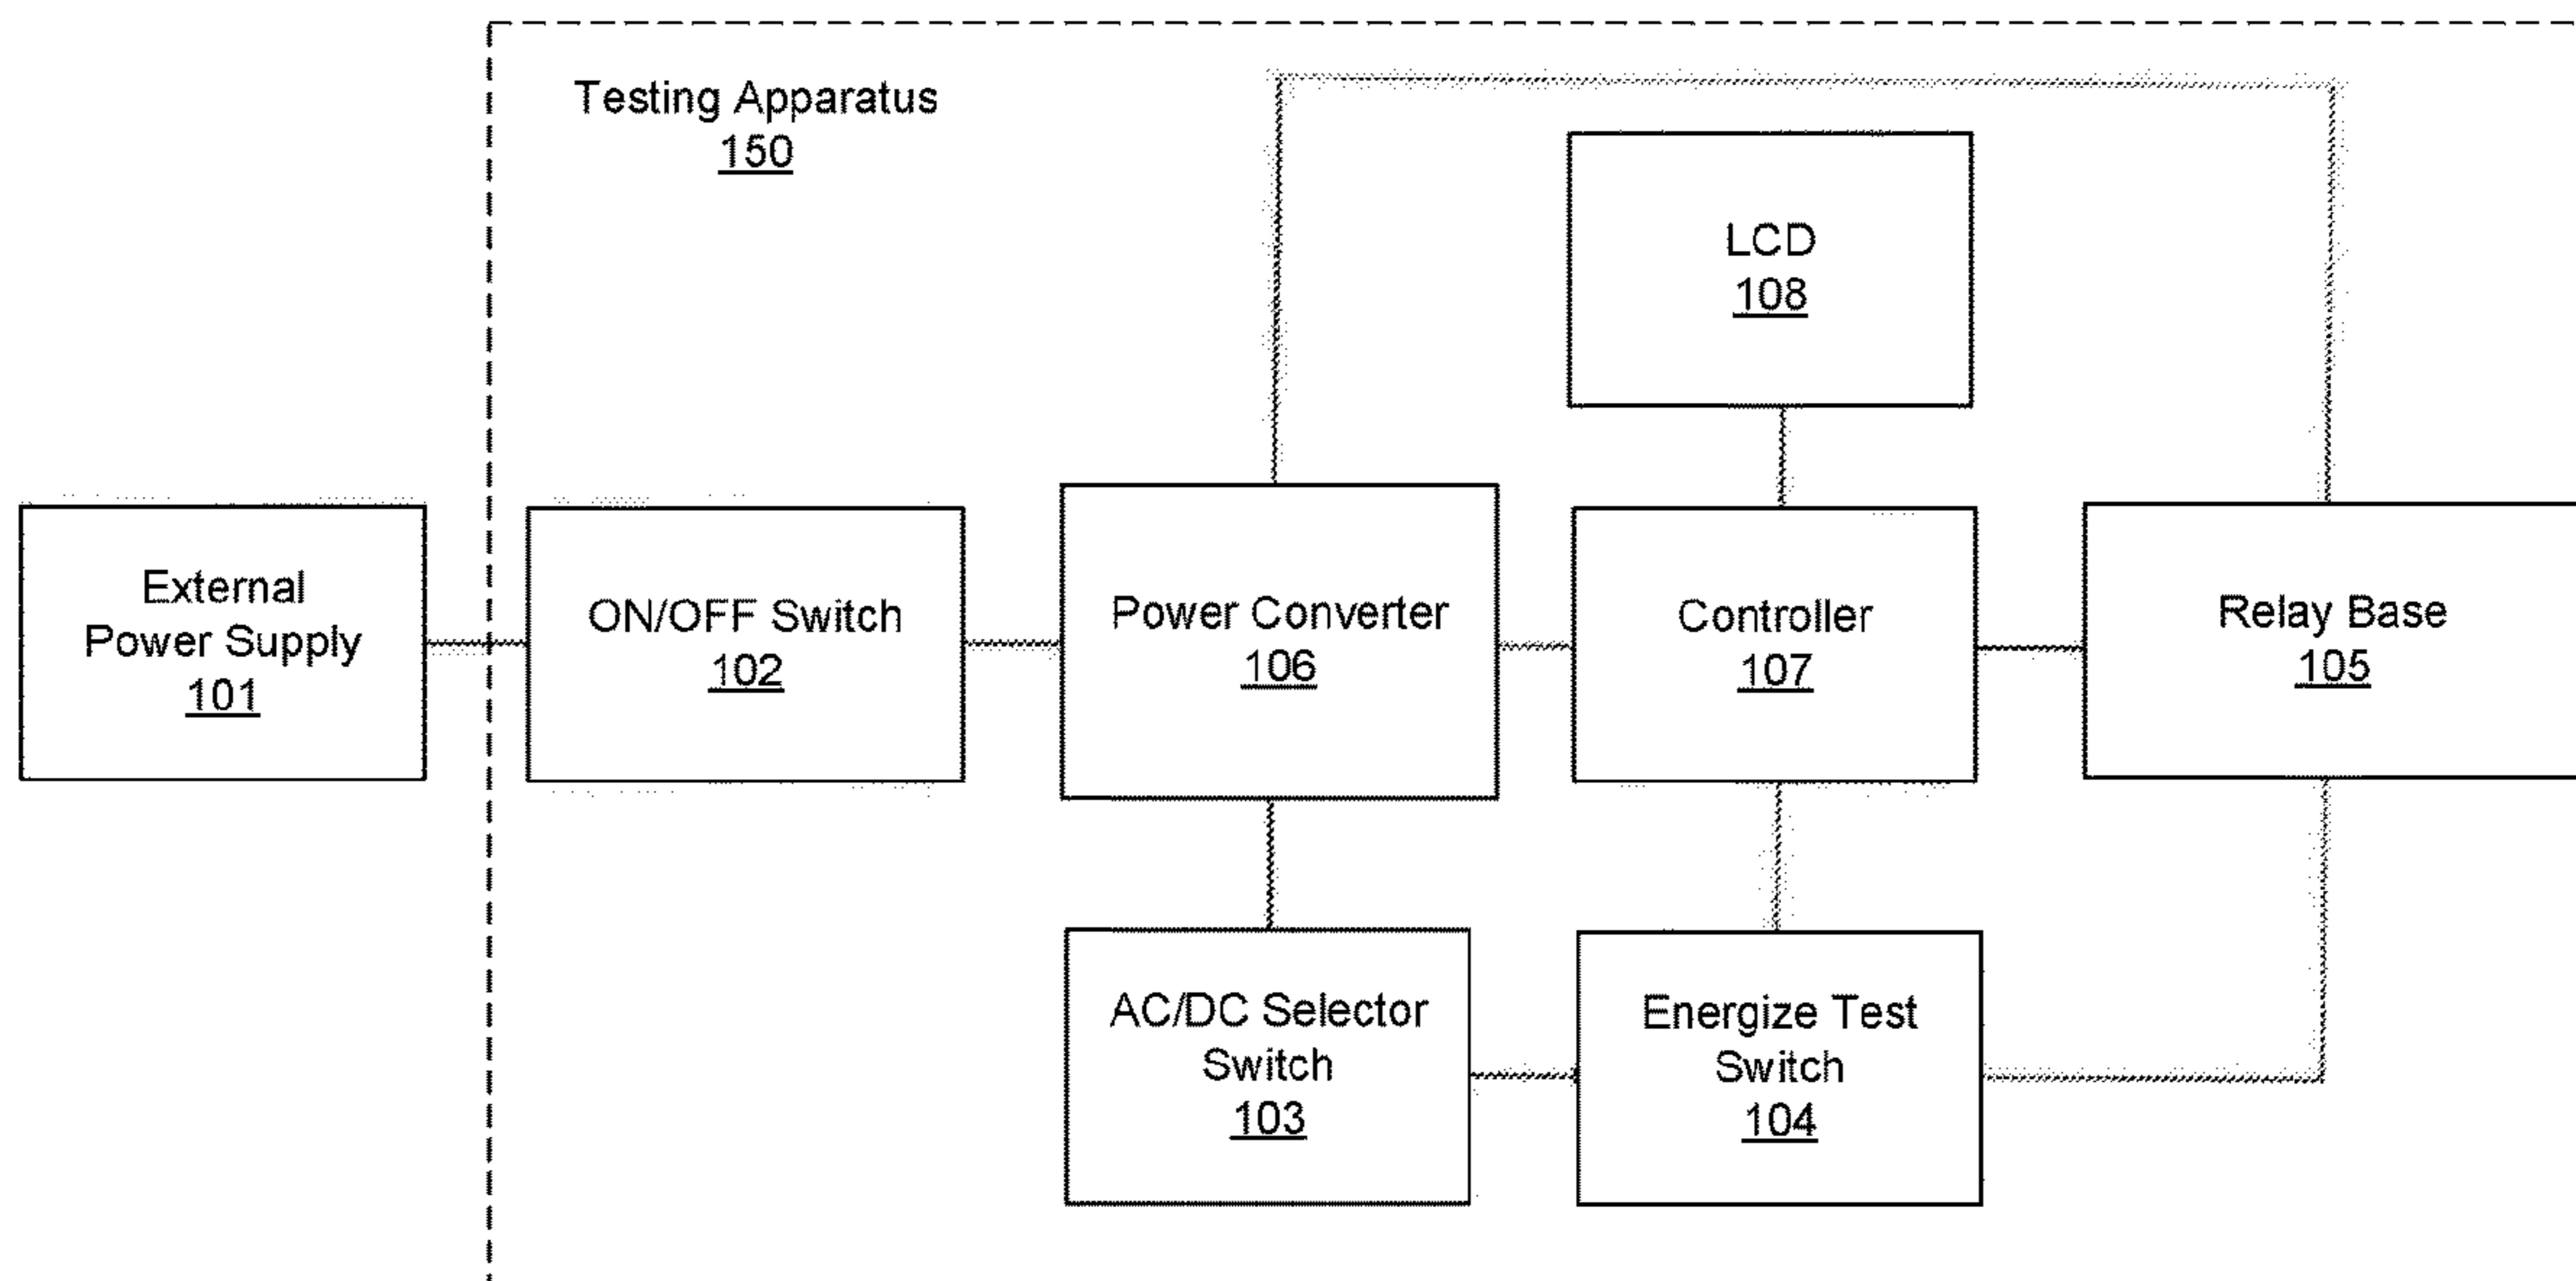 Testing Apparatus
150
LCD
108
External
Power Supply
101
ON/OFF Switch
102
Power Converter
106
Controller
107
Relay Base
105
AC/DC Selector
Switch
103
Energize Test
Switch
104